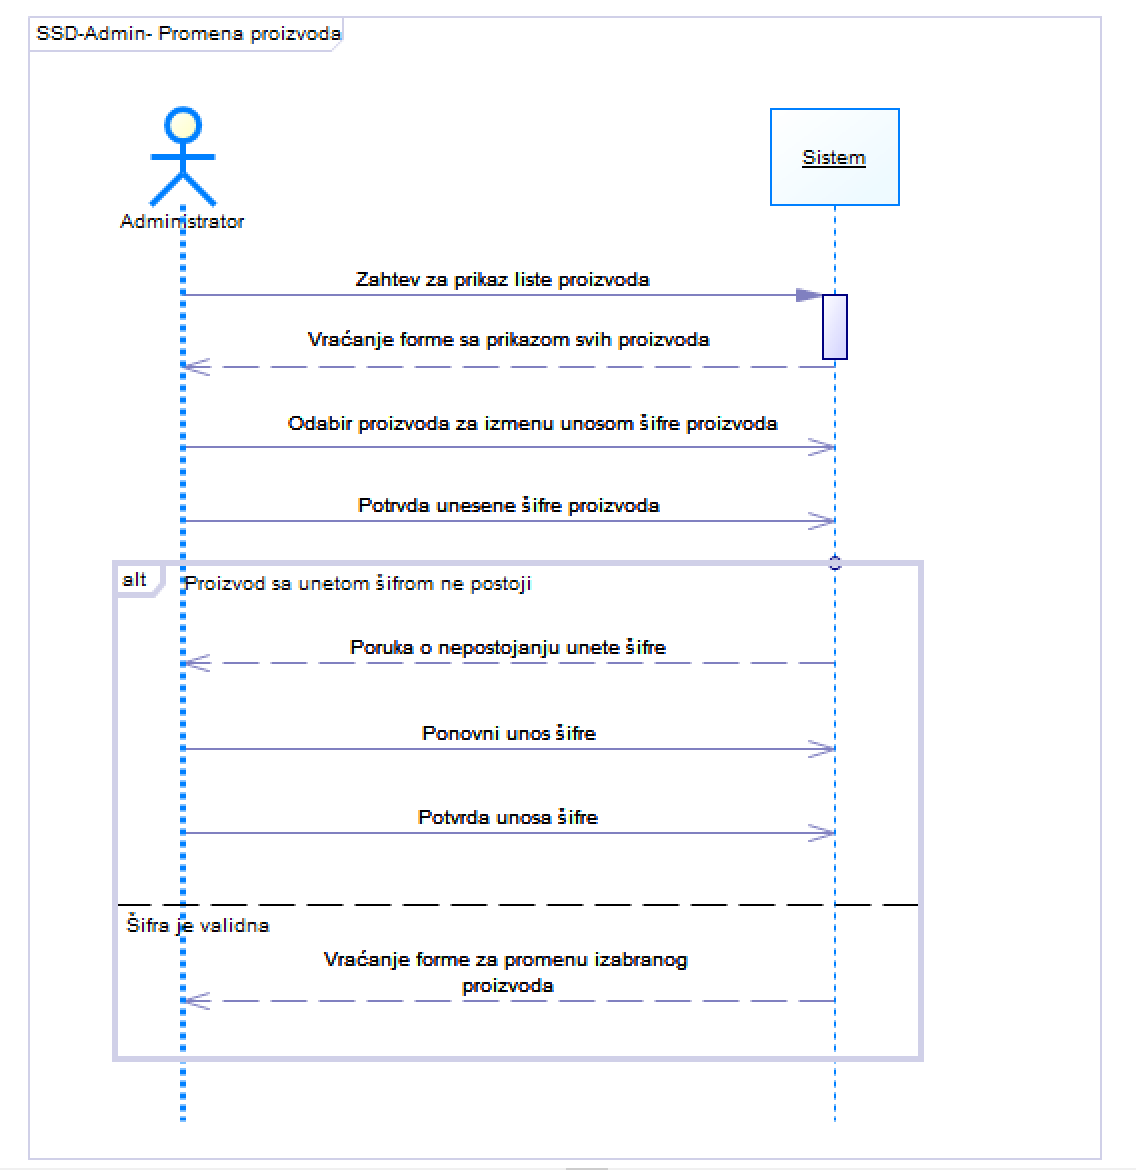 SSD-Admin- Promena proizvoda
Administrator
Sistem
Zahtev za prikaz liste proizvoda
Vraćanje forme sa prikazom svih proizvoda
Odabir proizvoda za izmenu unosom šifre proizvoda
Potrvda unesene šifre proizvoda
alt
Proizvod sa unetom šifrom ne postoji
Poruka o nepostojanju unete šifre
Ponovni unos šifre
Potvrda unosa šifre
Šifra je validna
Vraćanje forme za promenu izabranog
proizvoda